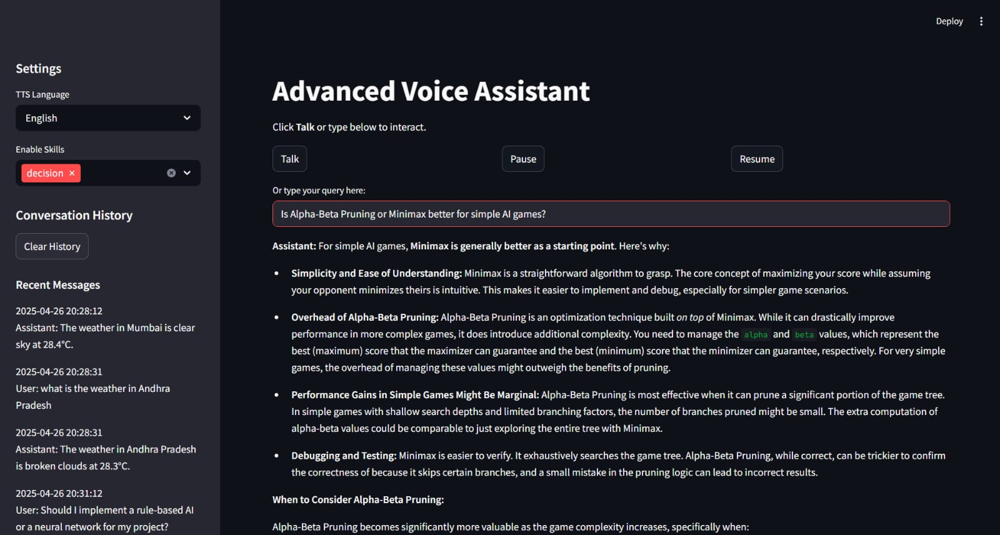 Deploy
Settings
TTS Language
English
Enable Skills
decision ×
Conversation History
Clear History
Recent Messages
2025-04-26 20:28:12
Assistant: The weather in Mumbai is clear
sky at 28.4°C.
2025-04-26 20:28:31
User: what is the weather in Andhra
Pradesh
2025-04-26 20:28:31
Assistant: The weather in Andhra Pradesh
is broken clouds at 28.3°C.
2025-04-26 20:31:12
User: Should I implement a rule-based AI
or a neural network for my project?
Advanced Voice Assistant
Click Talk or type below to interact.
Talk
Pause
Resume
Or type your query here:
Is Alpha-Beta Pruning or Minimax better for simple AI games?
Assistant: For simple AI games, Minimax is generally better as a starting point. Here's why:
• Simplicity and Ease of Understanding: Minimax is a straightforward algorithm to grasp. The core concept of maximizing your score while assuming
your opponent minimizes theirs is intuitive. This makes it easier to implement and debug, especially for simpler game scenarios.
• Overhead of Alpha-Beta Pruning: Alpha-Beta Pruning is an optimization technique built on top of Minimax. While it can drastically improve
performance in more complex games, it does introduce additional complexity. You need to manage the alpha and beta values, which represent the
best (maximum) score that the maximizer can guarantee and the best (minimum) score that the minimizer can guarantee, respectively. For very simple
games, the overhead of managing these values might outweigh the benefits of pruning.
• Performance Gains in Simple Games Might Be Marginal: Alpha-Beta Pruning is most effective when it can prune a significant portion of the game tree.
In simple games with shallow search depths and limited branching factors, the number of branches pruned might be small. The extra computation of
alpha-beta values could be comparable to just exploring the entire tree with Minimax.
• Debugging and Testing: Minimax is easier to verify. It exhaustively searches the game tree. Alpha-Beta Pruning, while correct, can be trickier to confirm
the correctness of because it skips certain branches, and a small mistake in the pruning logic can lead to incorrect results.
When to Consider Alpha-Beta Pruning:
Alpha-Beta Pruning becomes significantly more valuable as the game complexity increases, specifically when: